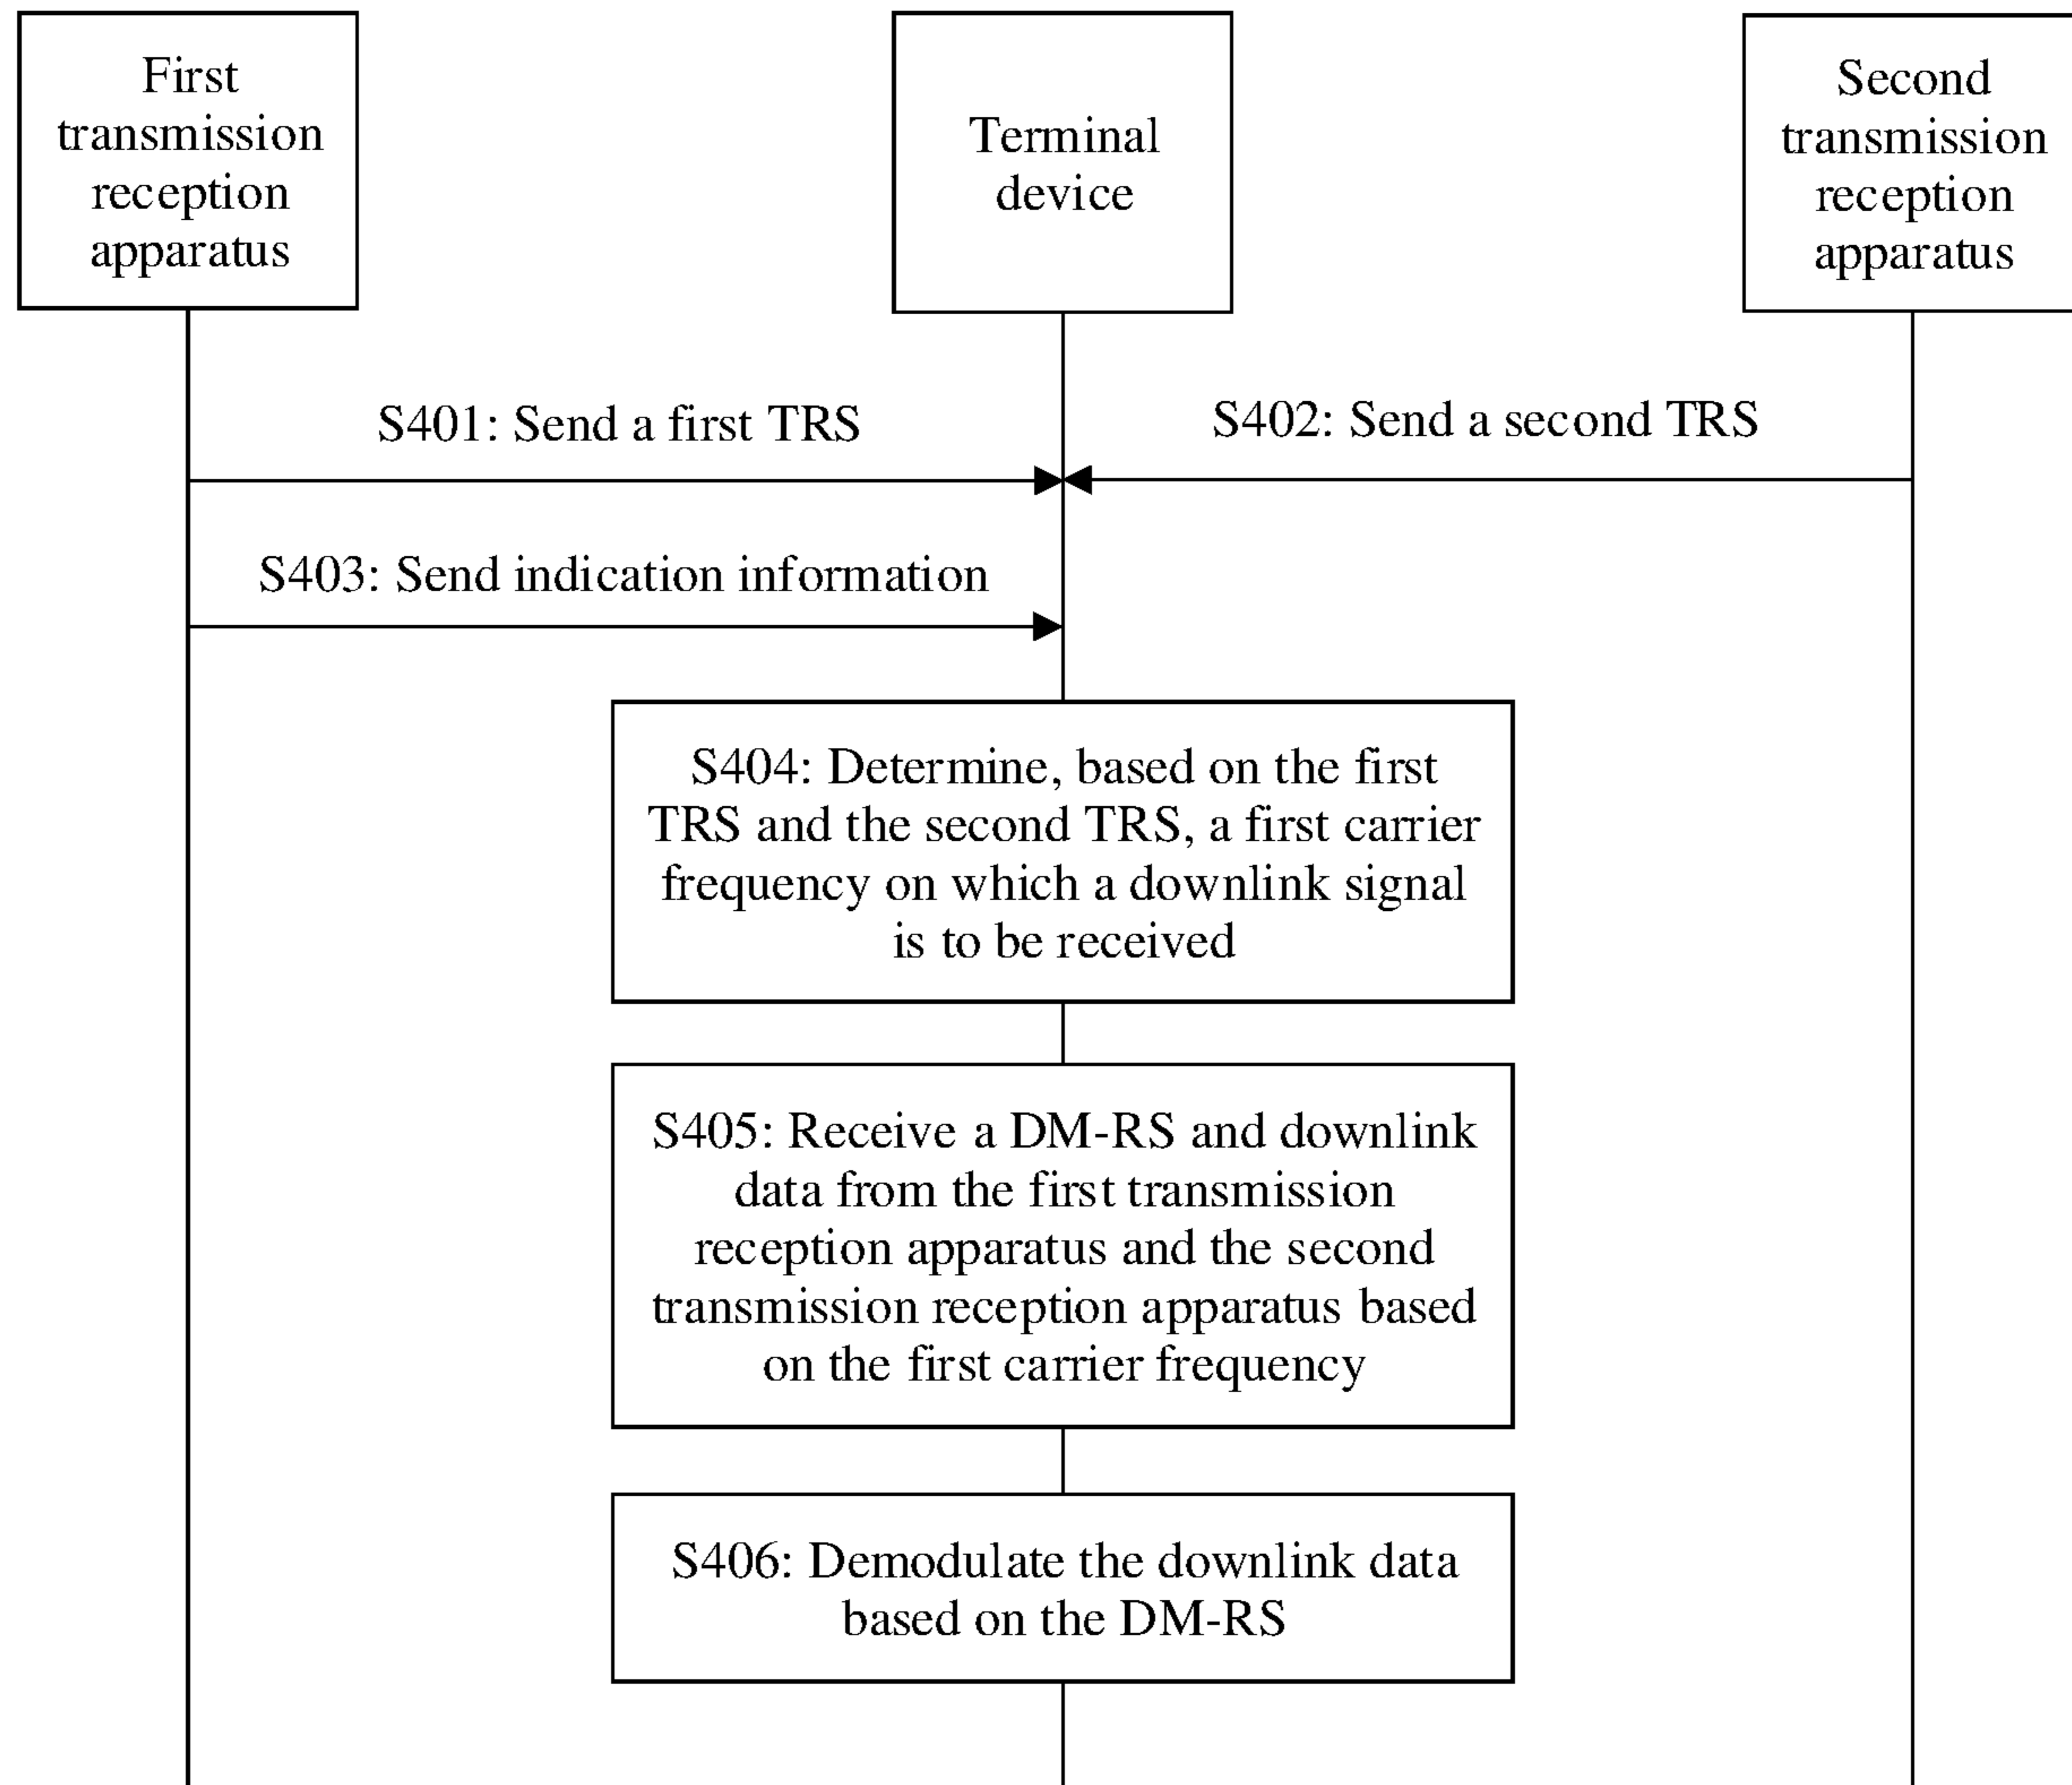 First
transmission
reception
apparatus
Terminal
device
Second
transmission
reception
apparatus
S401: Send a first TRS
S402: Send a second TRS
S403: Send indication information
S404: Determine, based on the first
TRS and the second TRS, a first carrier
frequency on which a downlink signal
is to be received
S405: Receive a DM-RS and downlink
data from the first transmission
reception apparatus and the second
transmission reception apparatus based
on the first carrier frequency
S406: Demodulate the downlink data
based on the DM-RS